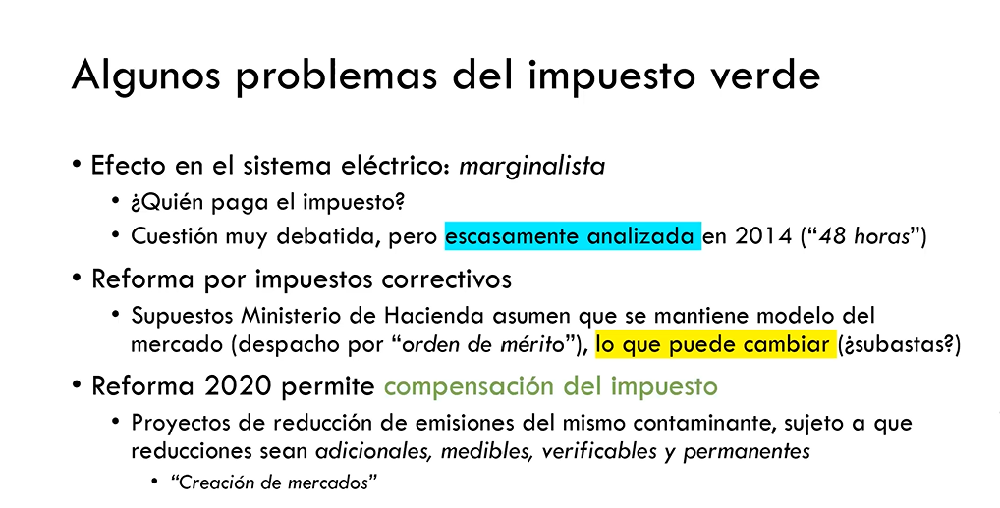 Algunos problemas del impuesto verde
• Efecto en el sistema eléctrico: marginalista
• ¿Quién paga el impuesto?
• Cuestión muy debatida, pero escasamente analizada en 2014 (“48 horas”)
• Reforma por impuestos correctivos
• Supuestos Ministerio de Hacienda asumen que se mantiene modelo del
mercado (despacho por “orden de mérito”), lo que puede cambiar (¿subastas?)
• Reforma 2020 permite compensación del impuesto
• Proyectos de reducción de emisiones del mismo contaminante, sujeto a que
reducciones sean adicionales, medibles, verificables y permanentes
• “Creación de mercados”